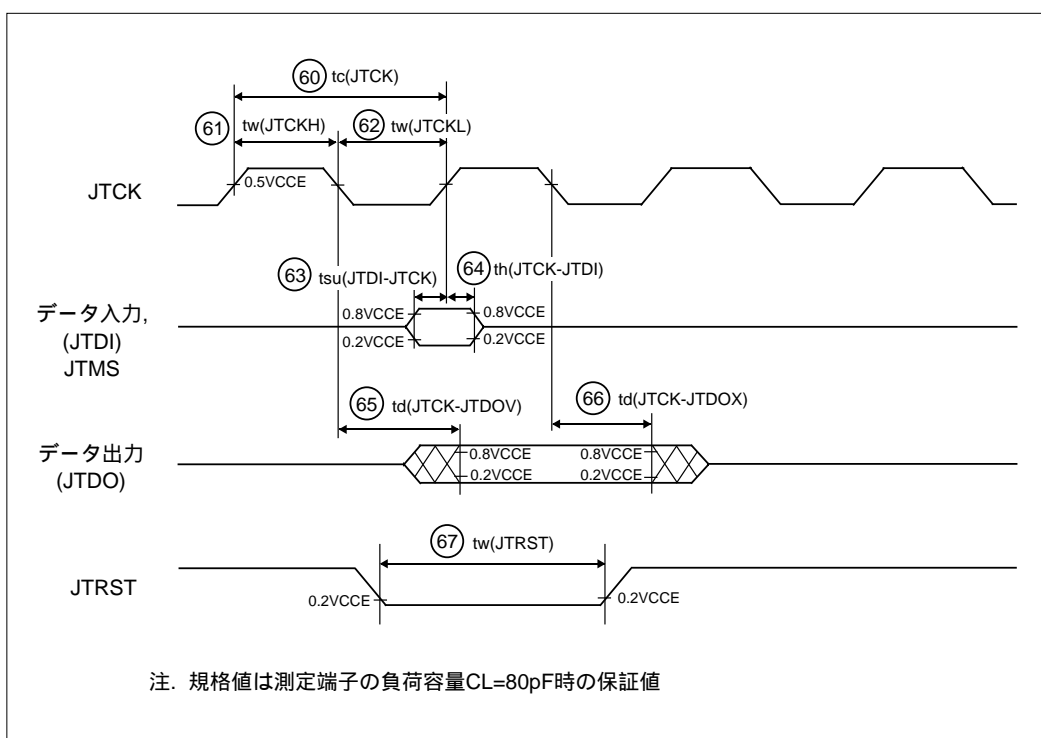 60 tc(JTCK)
61 tw(JTCKH) 62 tw(JTCKL)
JTCK
0.5VCCE
63 tsu(JTDI-JTCK) 64 th(JTCK-JTDI)
データ入力,
(JTDI)
JTMS
0.8VCCE 0.8VCCE
0.2VCCE 0.2VCCE
65 td(JTCK-JTDOV) 66 td(JTCK-JTDOX)
データ出力
(JTDO)
0.8VCCE 0.8VCCE
0.2VCCE 0.2VCCE
67 tw(JTRST)
JTRST
0.2VCCE 0.2VCCE
注. 規格値は測定端子の負荷容量CL=80pF時の保証値